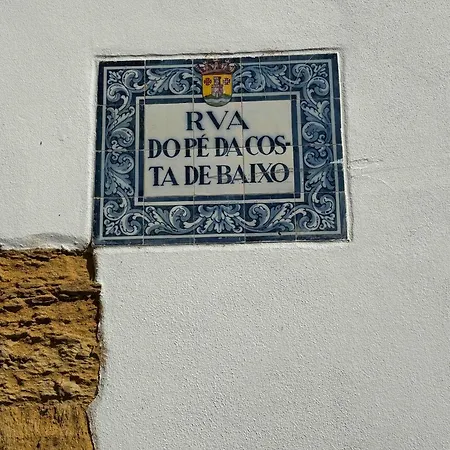 RVA
DO PÉ DA COS-
TA DE BAIXO